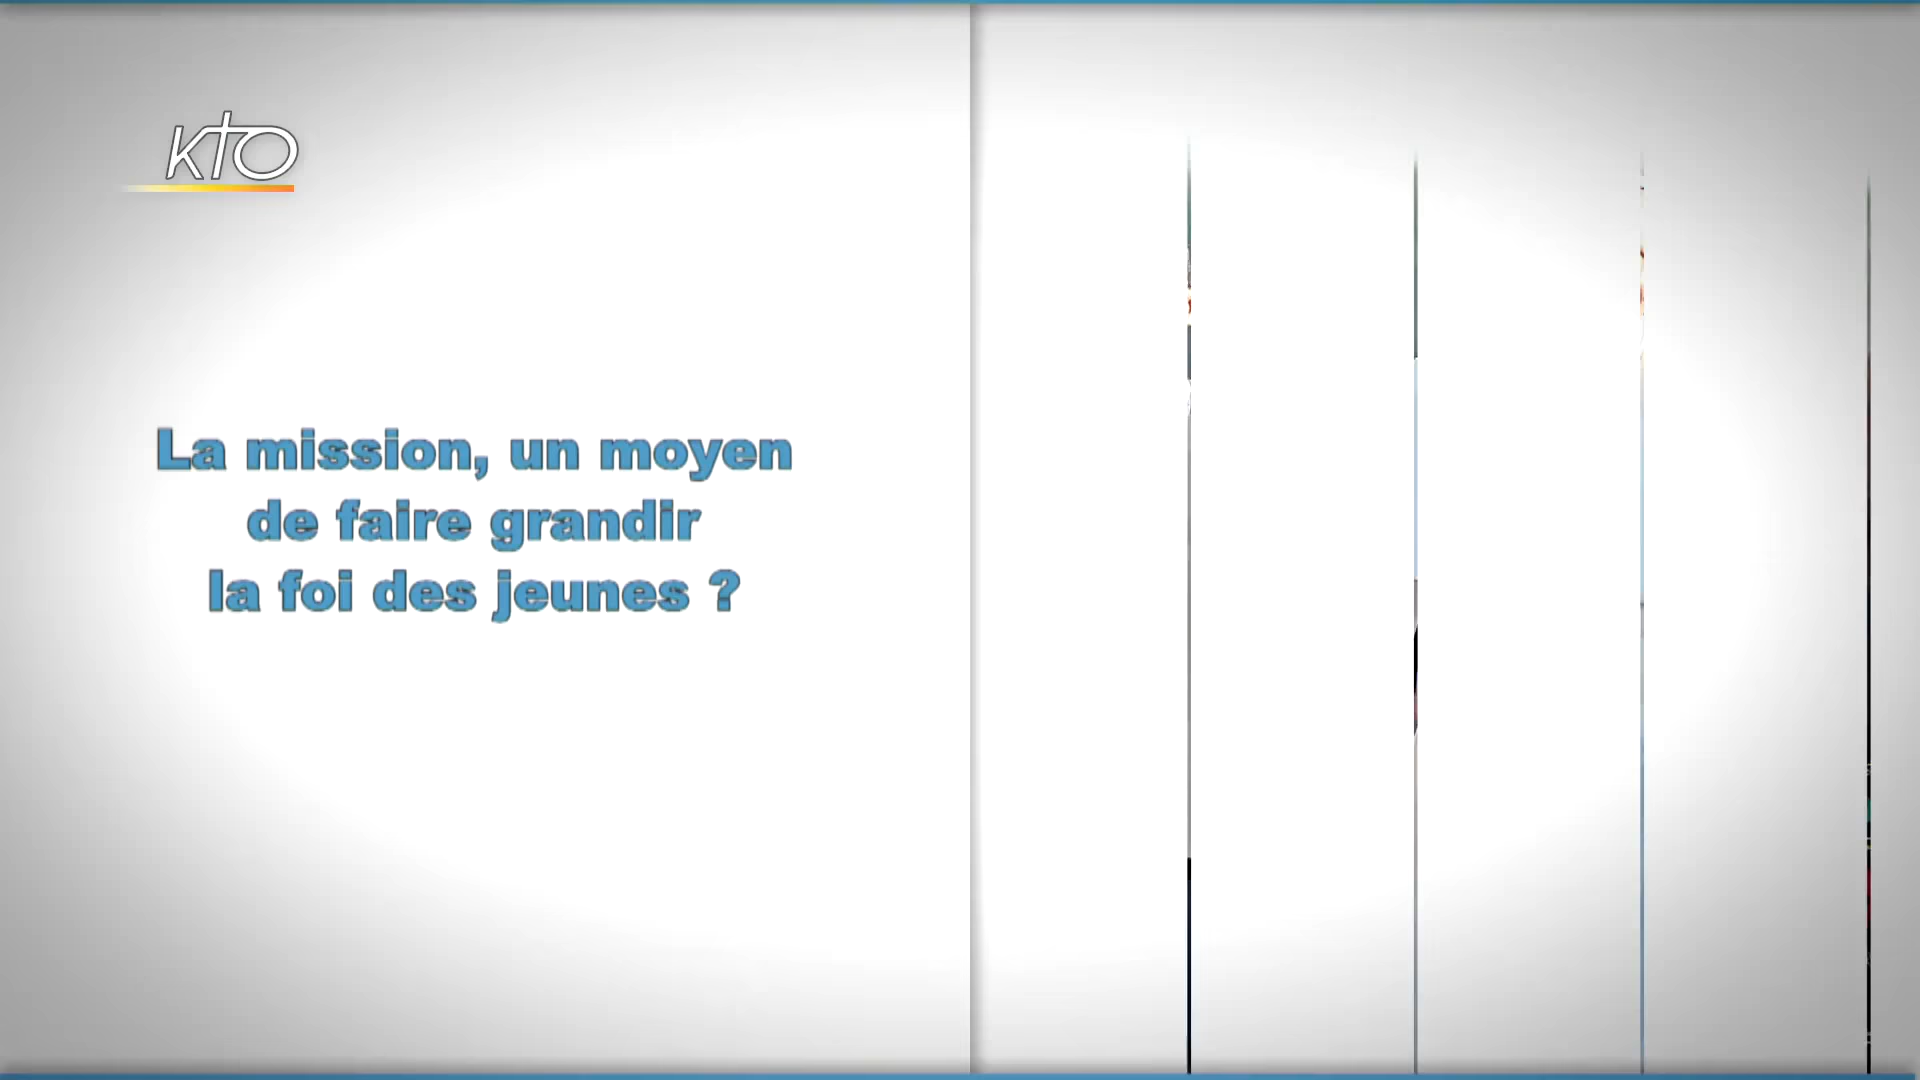 KTO
La mission, un moyen
de faire grandir
la foi des jeunes ?